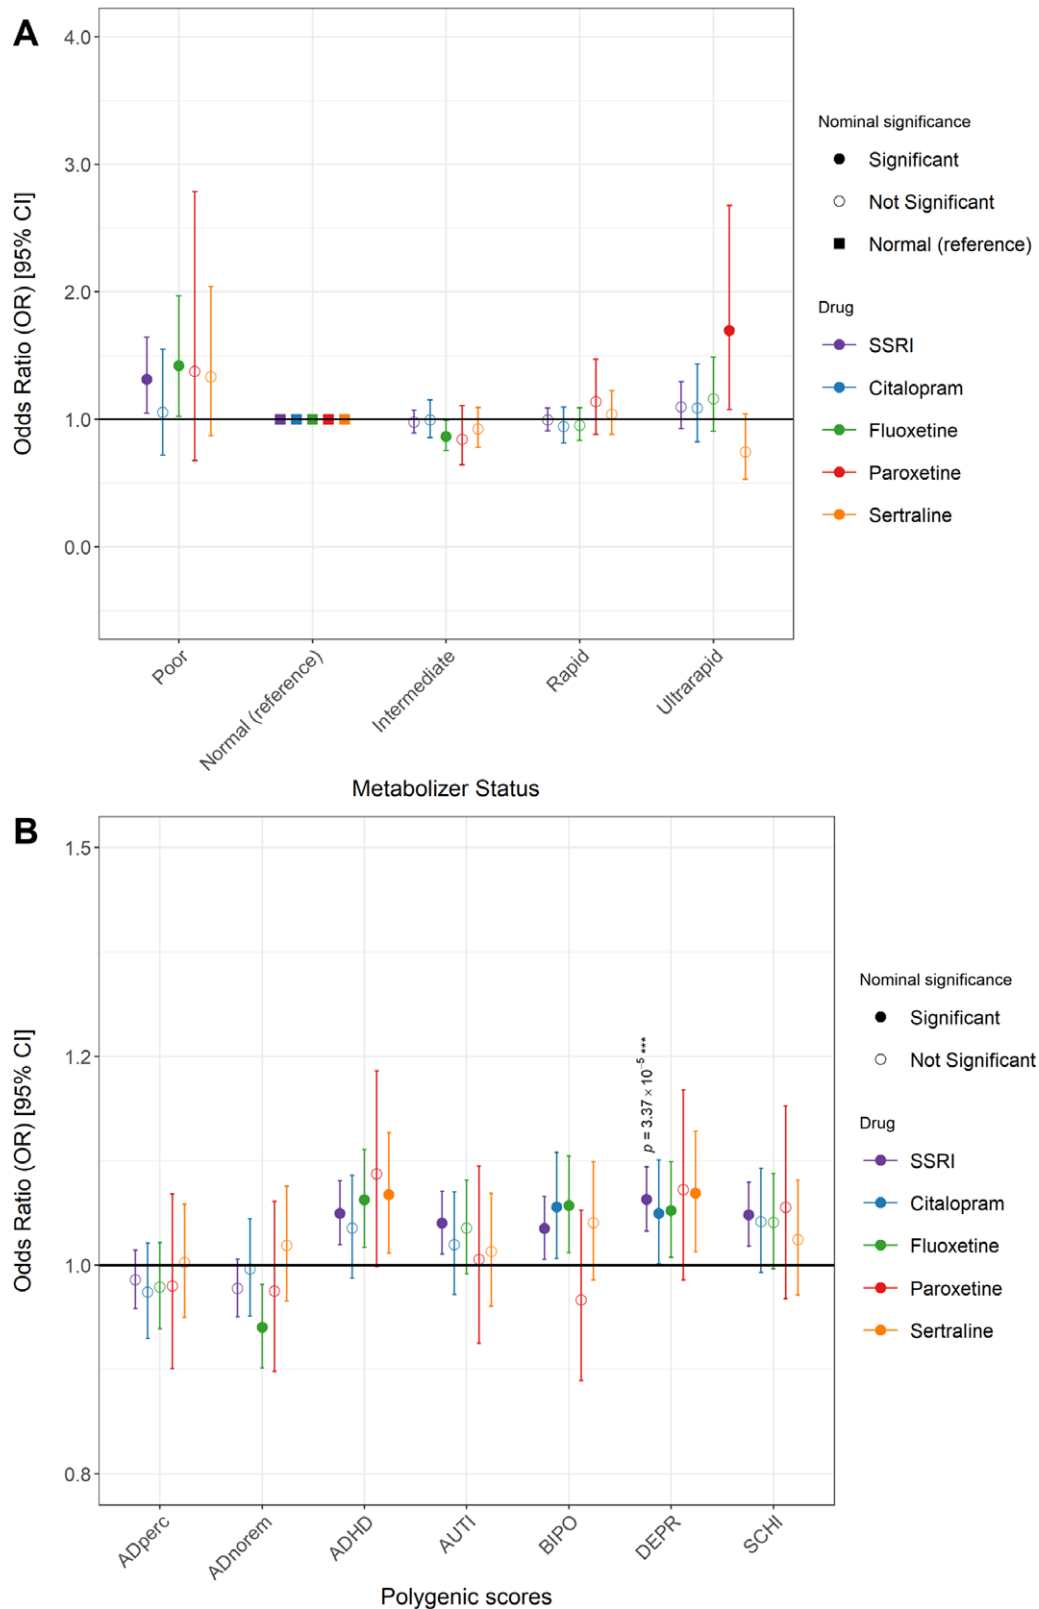 A
4.0
3.0
2.0
1.0
0.0
Odds Ratio (OR) [95% CI]
Poor
Normal (reference)
Intermediate
Rapid
Ultrarapid
Metabolizer Status
Nominal significance
Significant
Not Significant
Normal (reference)
Drug
SSRI
Citalopram
Fluoxetine
Paroxetine
Sertraline
B
1.5
1.2
1.0
0.8
Odds Ratio (OR) [95% CI]
p = 3.37 × 10⁻⁵ ***
ADperc
ADnorem
ADHD
AUTI
BIPO
DEPR
SCHI
Polygenic scores
Nominal significance
Significant
Not Significant
Drug
SSRI
Citalopram
Fluoxetine
Paroxetine
Sertraline